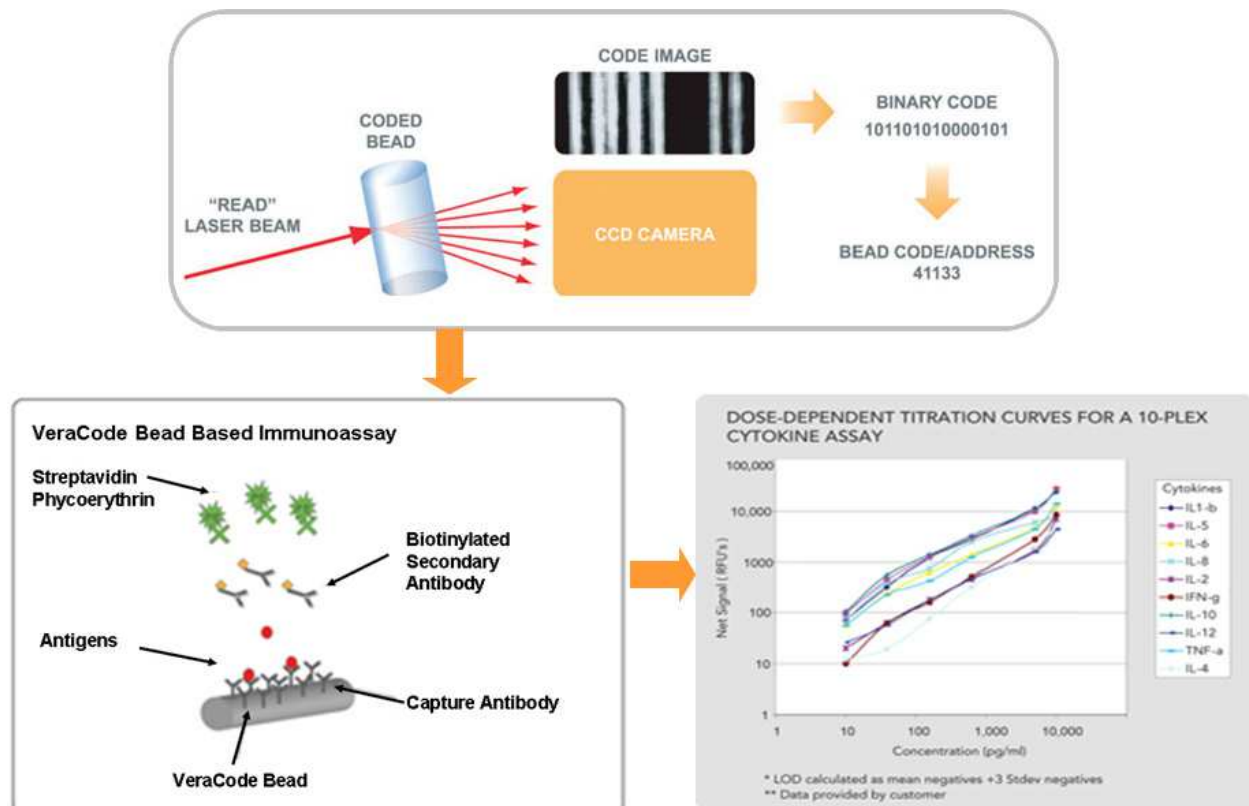 CODE IMAGE
CODED
BEAD
“READ”
LASER BEAM
CCD CAMERA
BINARY CODE
101101010000101
BEAD CODE/ADDRESS
41133
VeraCode Bead Based Immunoassay
Streptavidin
Phycoerythrin
Biotinylated
Secondary
Antibody
Antigens
Capture Antibody
VeraCode Bead
DOSE-DEPENDENT TITRATION CURVES FOR A 10-PLEX
CYTOKINE ASSAY
Net Signal ( RFU's )
100,000
10,000
1000
100
10
1
1
10
100
1,000
10,000
Concentration (pg/ml)
Cytokines
IL1-b
IL-5
IL-6
IL-8
IL-2
IFN-g
IL-10
IL-12
TNF-a
IL-4
* LOD calculated as mean negatives +3 Stdev negatives
** Data provided by customer